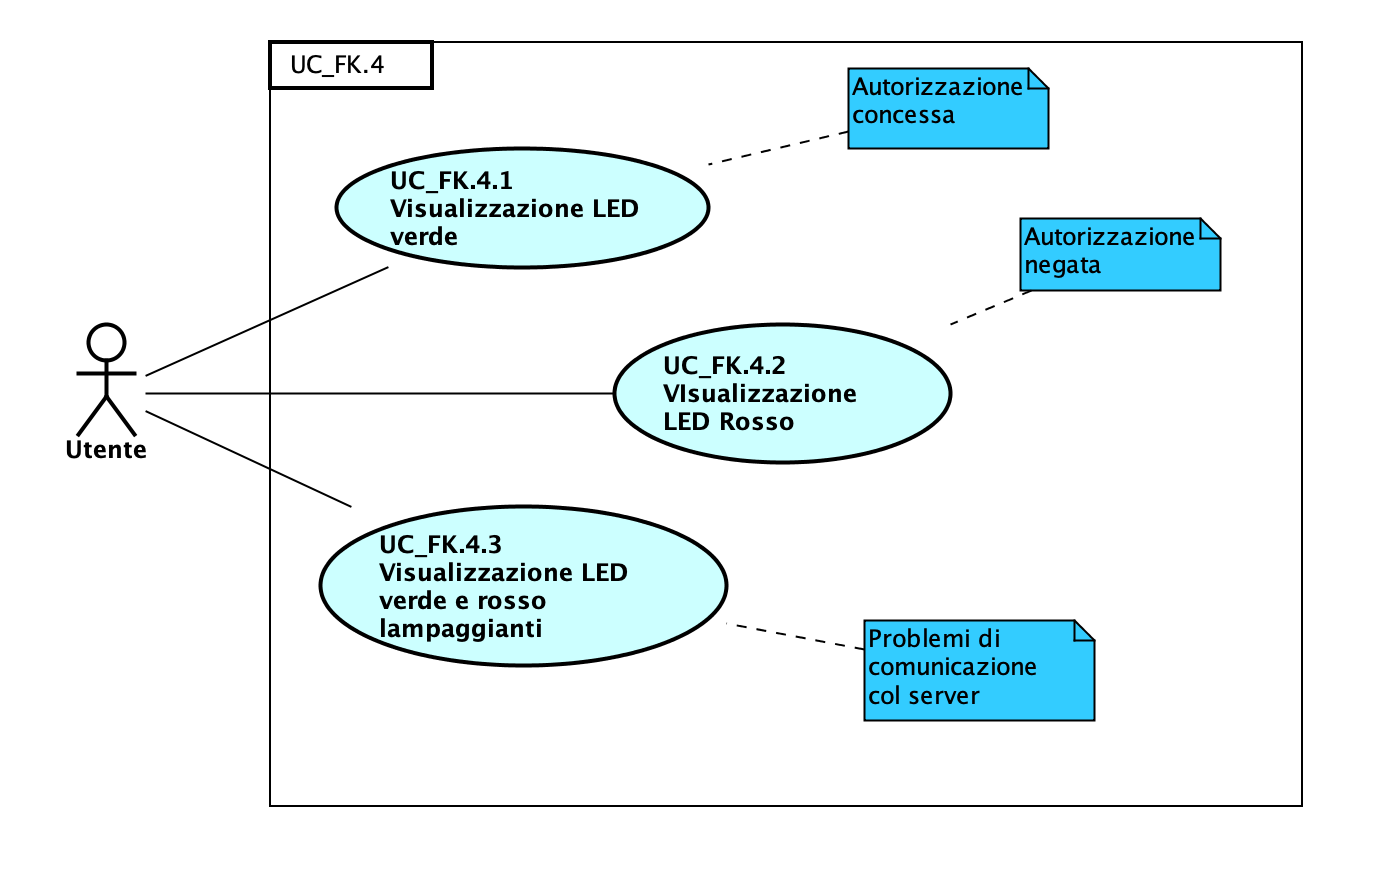 UC_FK.4
Autorizzazione
concessa
UC_FK.4.1
Visualizzazione LED
verde
Autorizzazione
negata
UC_FK.4.2
VIsualizzazione
LED Rosso
Utente
UC_FK.4.3
Visualizzazione LED
verde e rosso
lampaggianti
Problemi di
comunicazione
col server